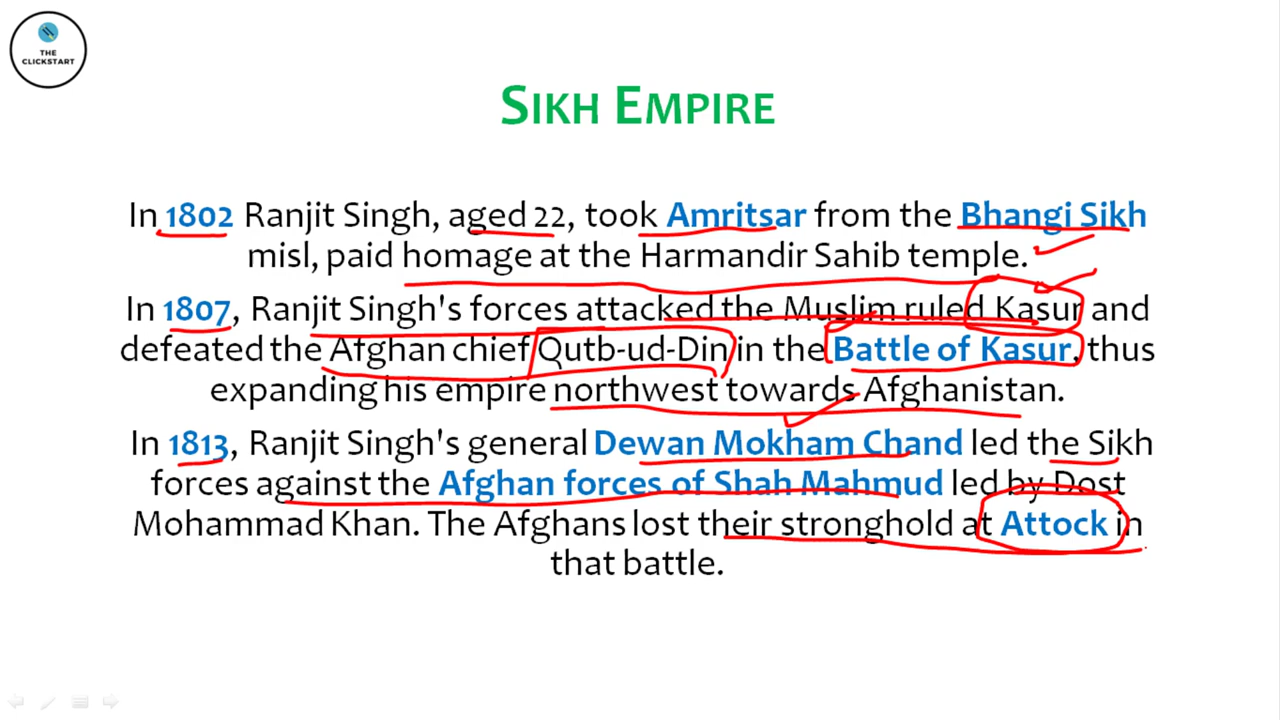 THE
CLICKSTART
SIKH EMPIRE
In 1802 Ranjit Singh, aged 22, took Amritsar from the Bhangi Sikh
misl, paid homage at the Harmandir Sahib temple.
In 1807, Ranjit Singh's forces attacked the Muslim ruled Kasur and
defeated the Afghan chief Qutb-ud-Din in the Battle of Kasur, thus
expanding his empire northwest towards Afghanistan.
In 1813, Ranjit Singh's general Dewan Mokham Chand led the Sikh
forces against the Afghan forces of Shah Mahmud led by Dost
Mohammad Khan. The Afghans lost their stronghold at Attock in
that battle.